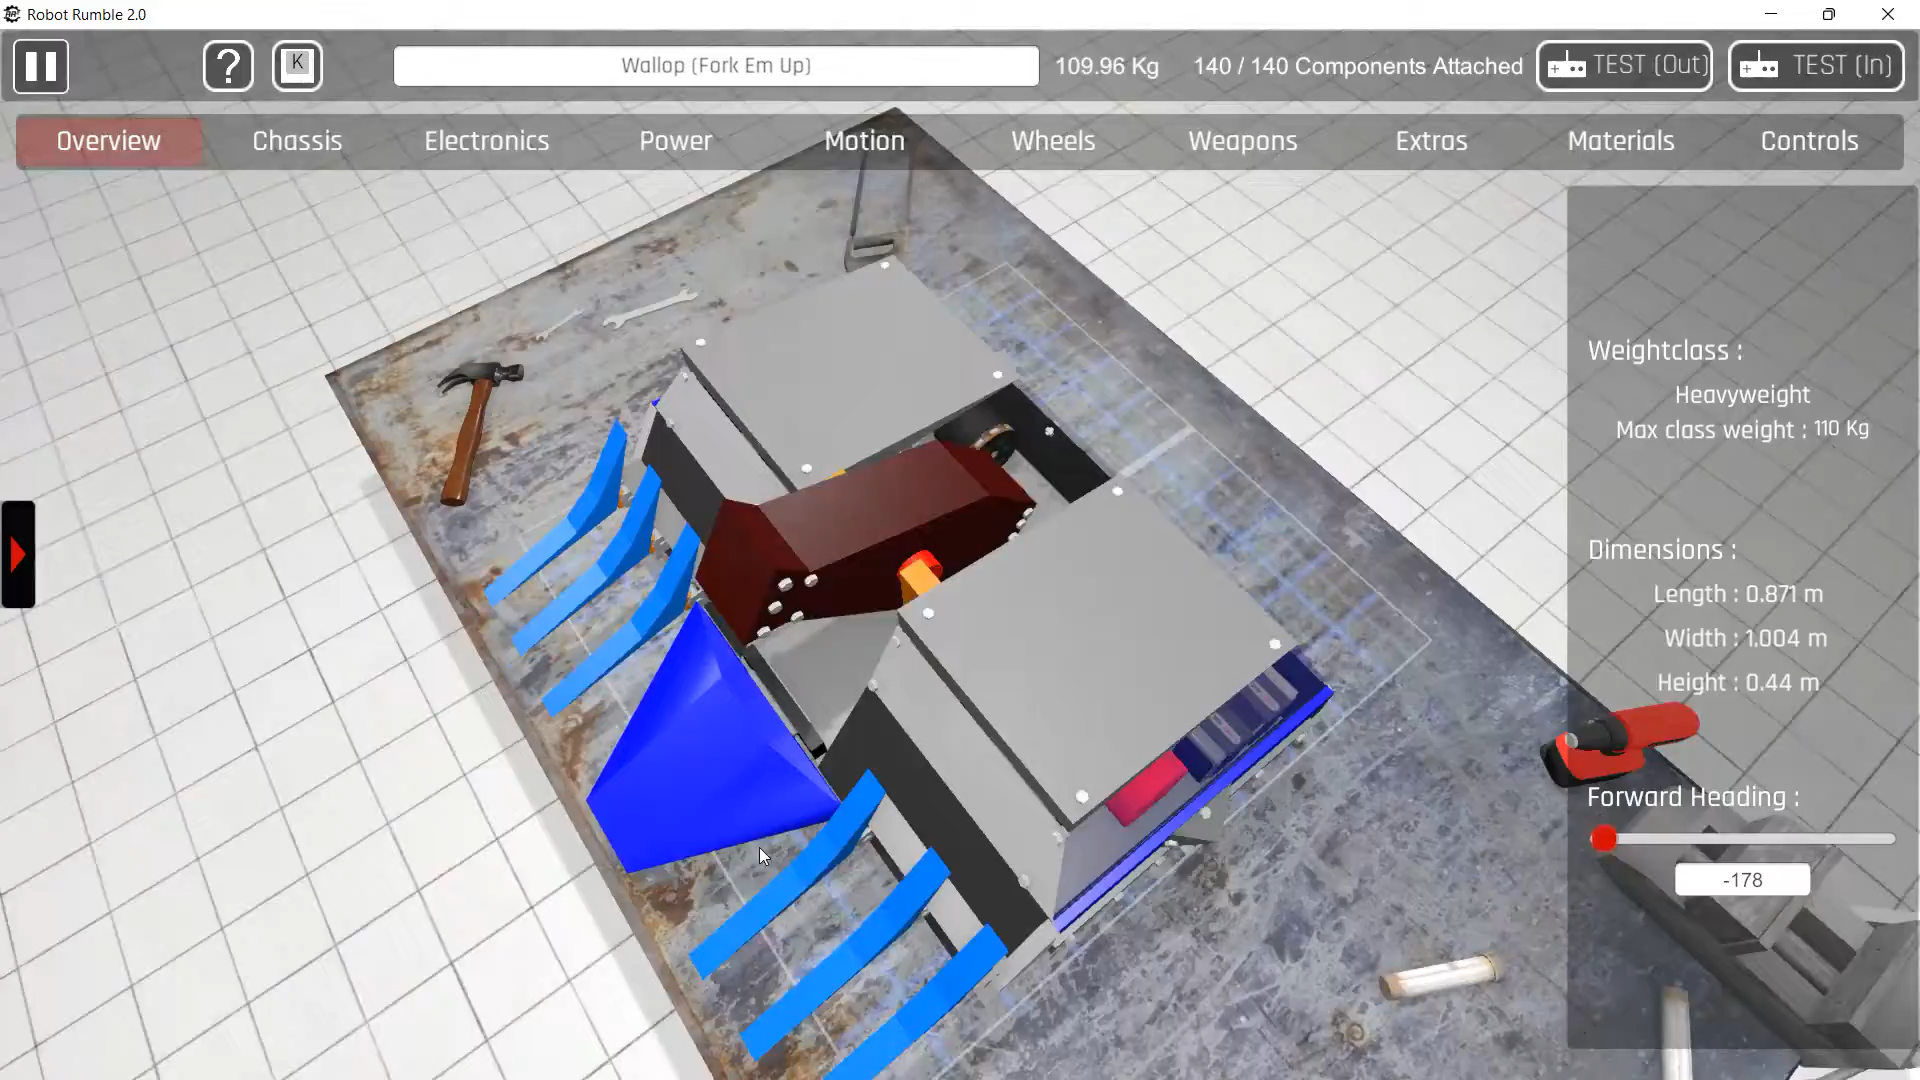 Robot Rumble 2.0
K
Wallop (Fork Em Up)
109.96 Kg
140 / 140 Components Attached
TEST (Out)
TEST (In)
Overview
Chassis
Electronics
Power
Motion
Wheels
Weapons
Extras
Materials
Controls
Weightclass :
Heavyweight
Max class weight : 110 Kg
Dimensions :
Length : 0.871 m
Width : 1.004 m
Height : 0.44 m
Forward Heading :
-178